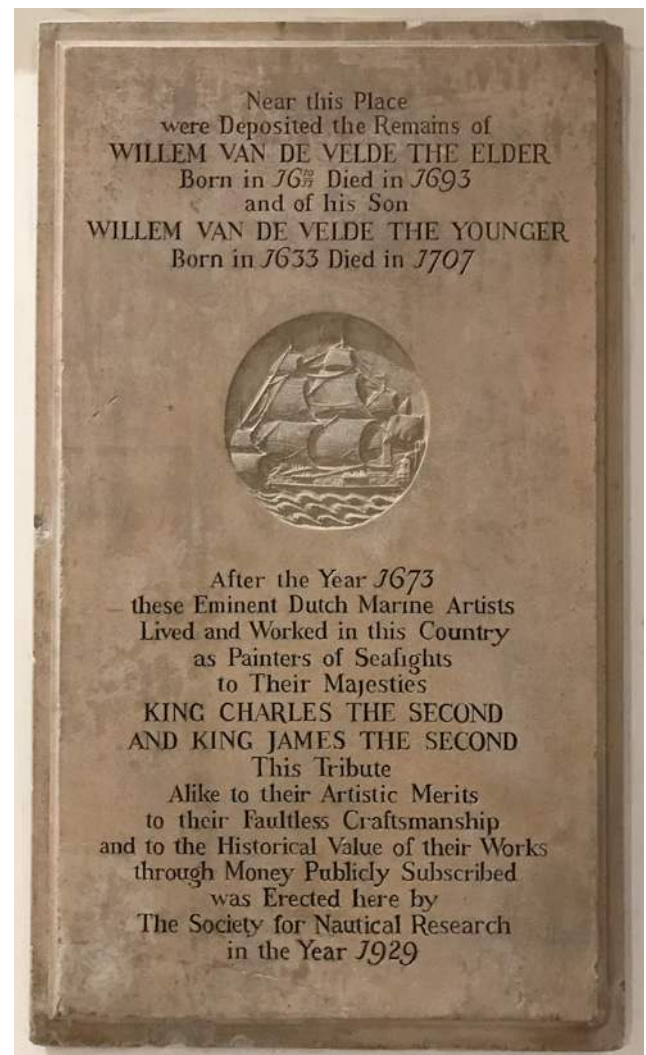 Near this Place
were Deposited the Remains of
WILLEM VAN DE VELDE THE ELDER
Born in 1610/11 Died in 1693
and of his Son
WILLEM VAN DE VELDE THE YOUNGER
Born in 1633 Died in 1707
After the Year 1673
these Eminent Dutch Marine Artists
Lived and Worked in this Country
as Painters of Seafights
to Their Majesties
KING CHARLES THE SECOND
AND KING JAMES THE SECOND
This Tribute
Alike to their Artistic Merits
to their Faultless Craftsmanship
and to the Historical Value of their Works
through Money Publicly Subscribed
was Erected here by
The Society for Nautical Research
in the Year 1929